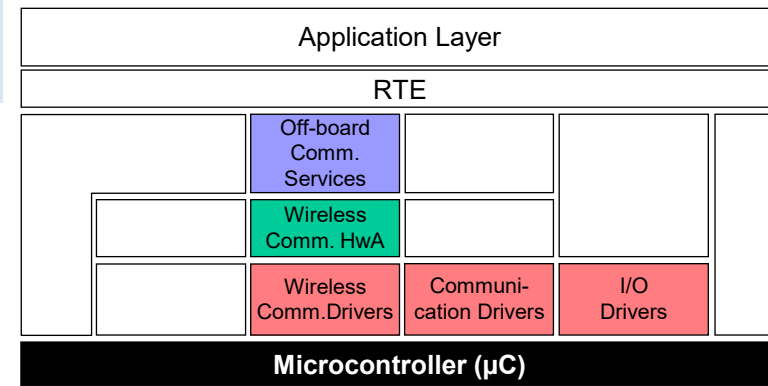 Application Layer
RTE
Off-board
Comm.
Services
Wireless
Comm. HwA
Wireless
Comm.Drivers
Communi-
cation Drivers
I/O
Drivers
Microcontroller (µC)